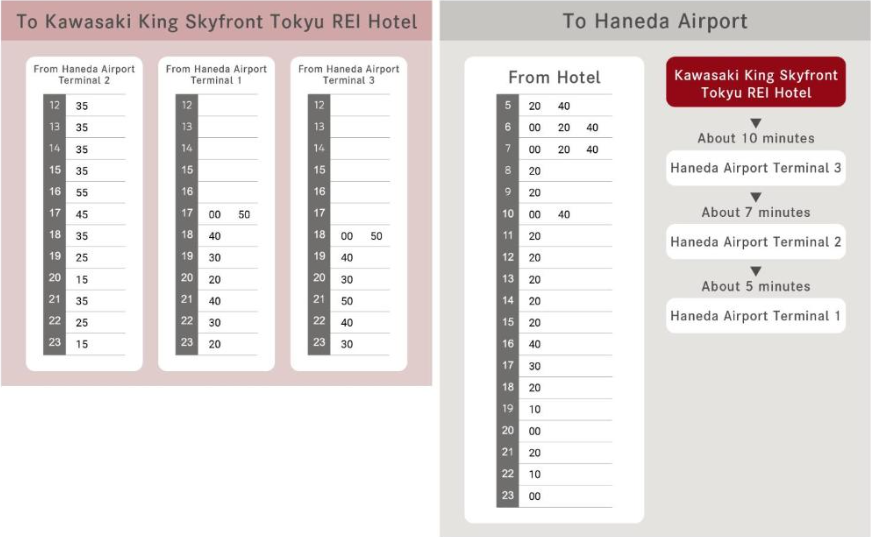 To Kawasaki King Skyfront Tokyu REI Hotel
From Haneda Airport
Terminal 2
12 35
13 35
14 35
15 35
16 55
17 45
18 35
19 25
20 15
21 35
22 25
23 15
From Haneda Airport
Terminal 1
12
13
14
15
16
17 00 50
18 40
19 30
20 20
21 40
22 30
23 20
From Haneda Airport
Terminal 3
12
13
14
15
16
17
18 00 50
19 40
20 30
21 50
22 40
23 30
To Haneda Airport
From Hotel
5 20 40
6 00 20 40
7 00 20 40
8 20
9 20
10 00 40
11 20
12 20
13 20
14 20
15 20
16 40
17 30
18 20
19 10
20 00
21 20
22 10
23 00
Kawasaki King Skyfront
Tokyu REI Hotel
About 10 minutes
Haneda Airport Terminal 3
About 7 minutes
Haneda Airport Terminal 2
About 5 minutes
Haneda Airport Terminal 1